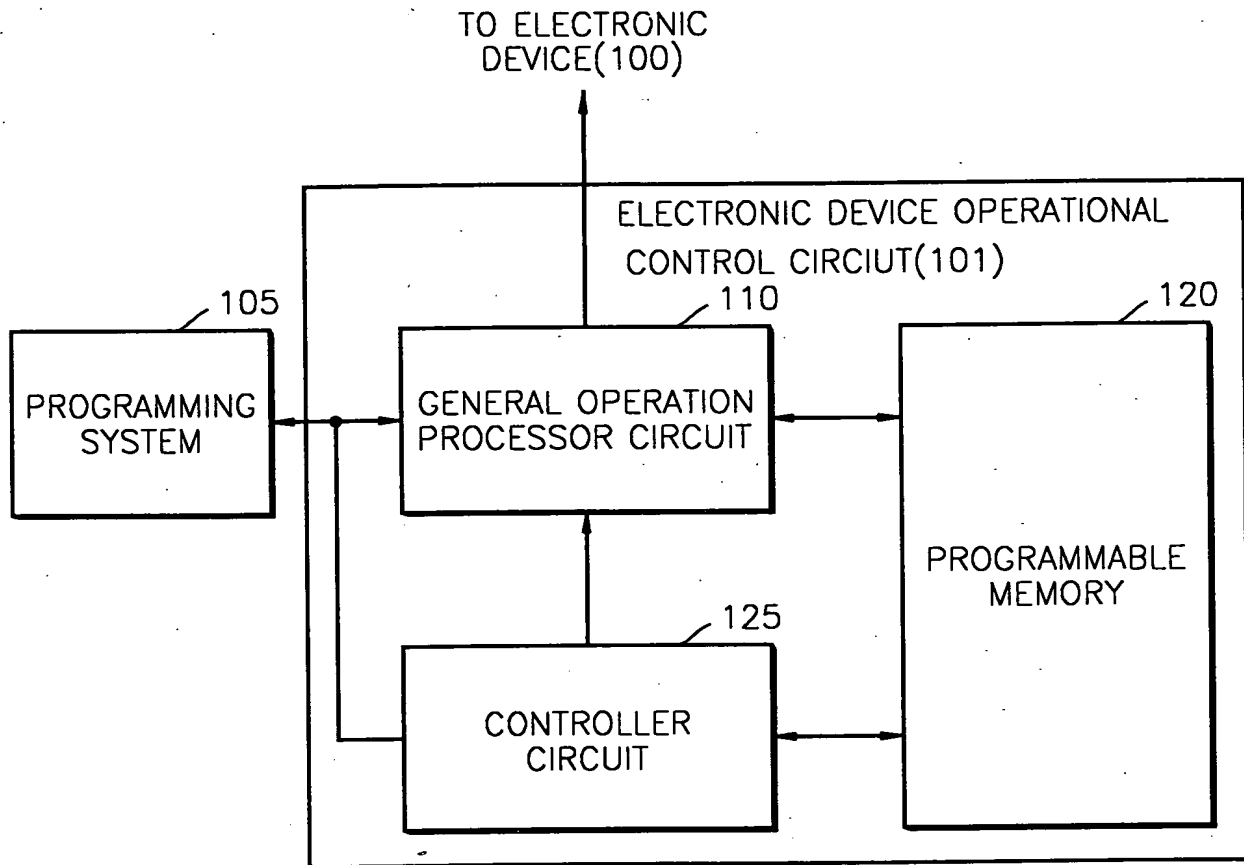 TO ELECTRONIC
DEVICE(100)
ELECTRONIC DEVICE OPERATIONAL
CONTROL CIRCIUT(101)
105
110
120
PROGRAMMING
SYSTEM
GENERAL OPERATION
PROCESSOR CIRCUIT
PROGRAMMABLE
MEMORY
125
CONTROLLER
CIRCUIT